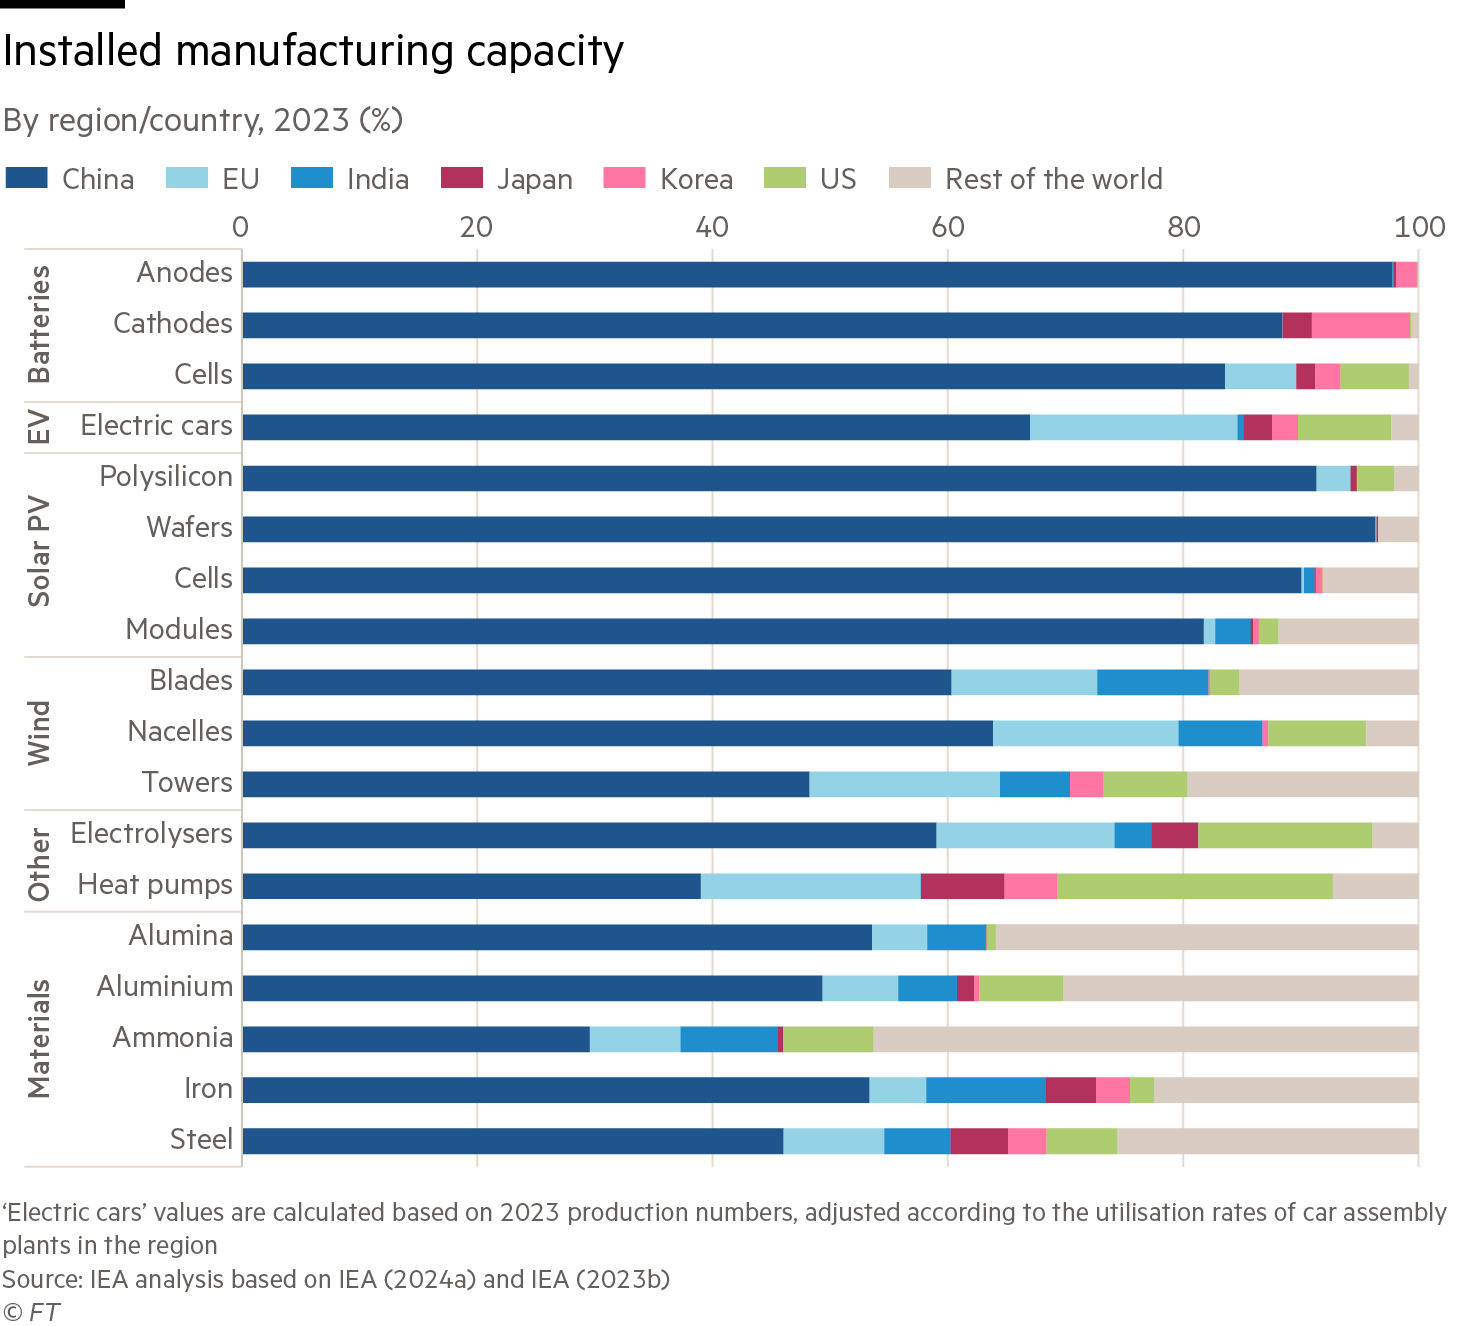 Installed manufacturing capacity
By region/country, 2023 (%)
China EU India Japan Korea US Rest of the world
0 20 40 60 80 100
Batteries
Anodes
Cathodes
Cells
EV
Electric cars
Solar PV
Polysilicon
Wafers
Cells
Modules
Wind
Blades
Nacelles
Towers
Other
Electrolysers
Heat pumps
Materials
Alumina
Aluminium
Ammonia
Iron
Steel
‘Electric cars’ values are calculated based on 2023 production numbers, adjusted according to the utilisation rates of car assembly
plants in the region
Source: IEA analysis based on IEA (2024a) and IEA (2023b)
© FT